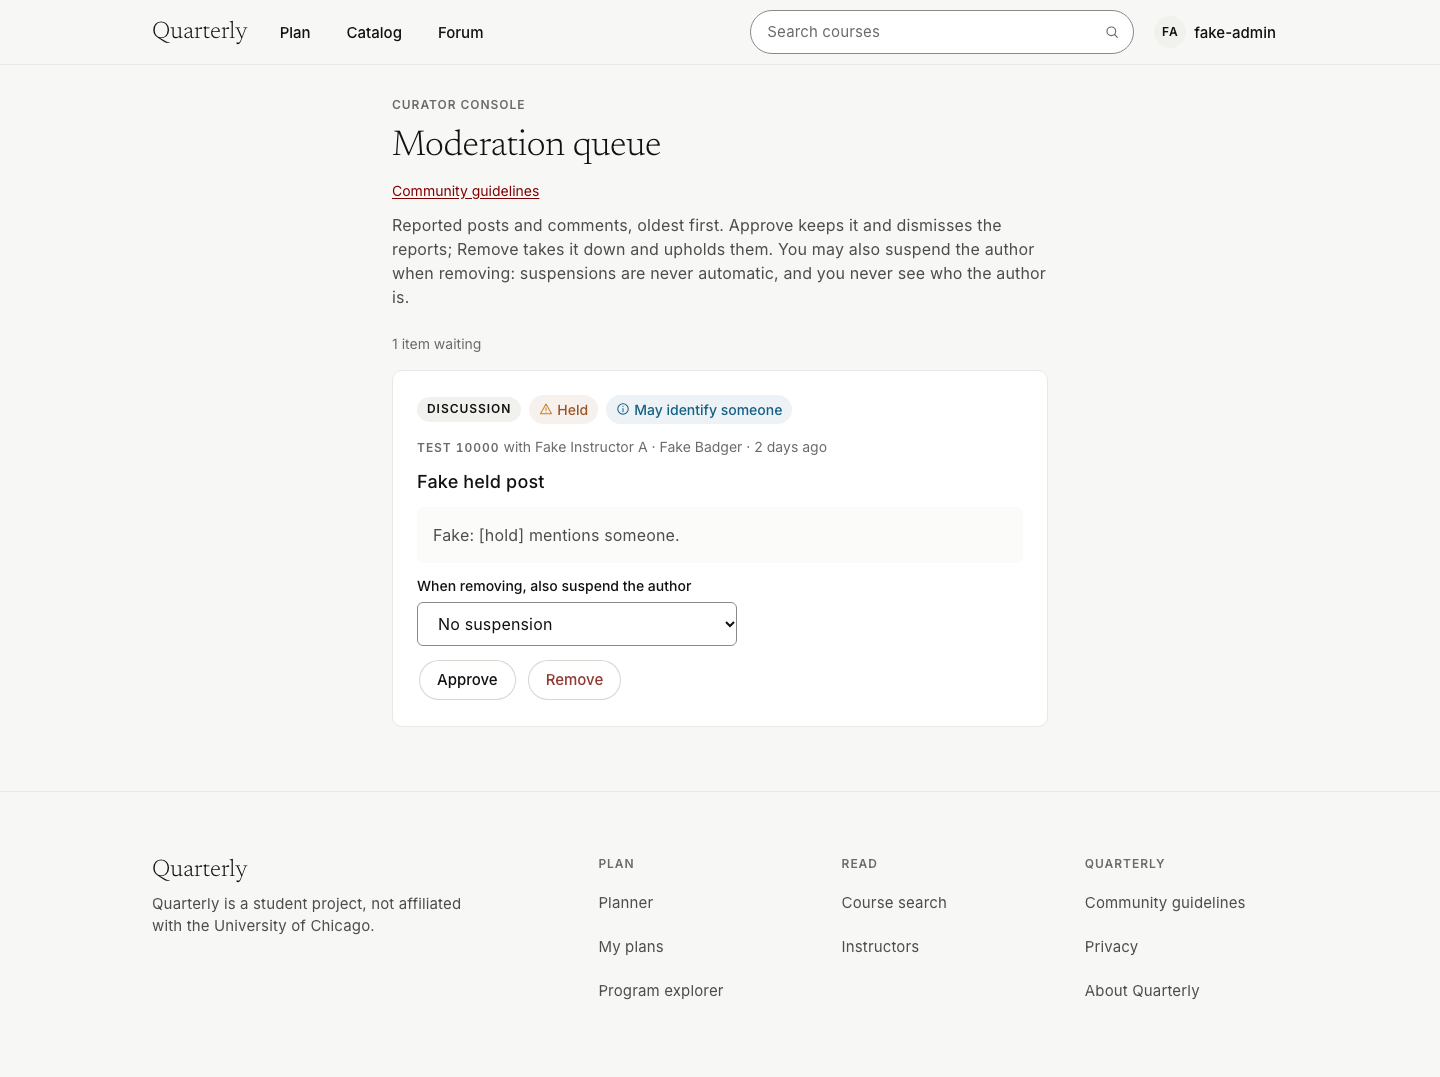 Quarterly
Plan
Catalog
Forum
Search courses
FA
fake-admin
CURATOR CONSOLE
Moderation queue
Community guidelines
Reported posts and comments, oldest first. Approve keeps it and dismisses the
reports; Remove takes it down and upholds them. You may also suspend the author
when removing: suspensions are never automatic, and you never see who the author
is.
1 item waiting
DISCUSSION
Held
May identify someone
TEST 10000 with Fake Instructor A · Fake Badger · 2 days ago
Fake held post
Fake: [hold] mentions someone.
When removing, also suspend the author
No suspension
Approve
Remove
Quarterly
Quarterly is a student project, not affiliated
with the University of Chicago.
PLAN
Planner
My plans
Program explorer
READ
Course search
Instructors
QUARTERLY
Community guidelines
Privacy
About Quarterly